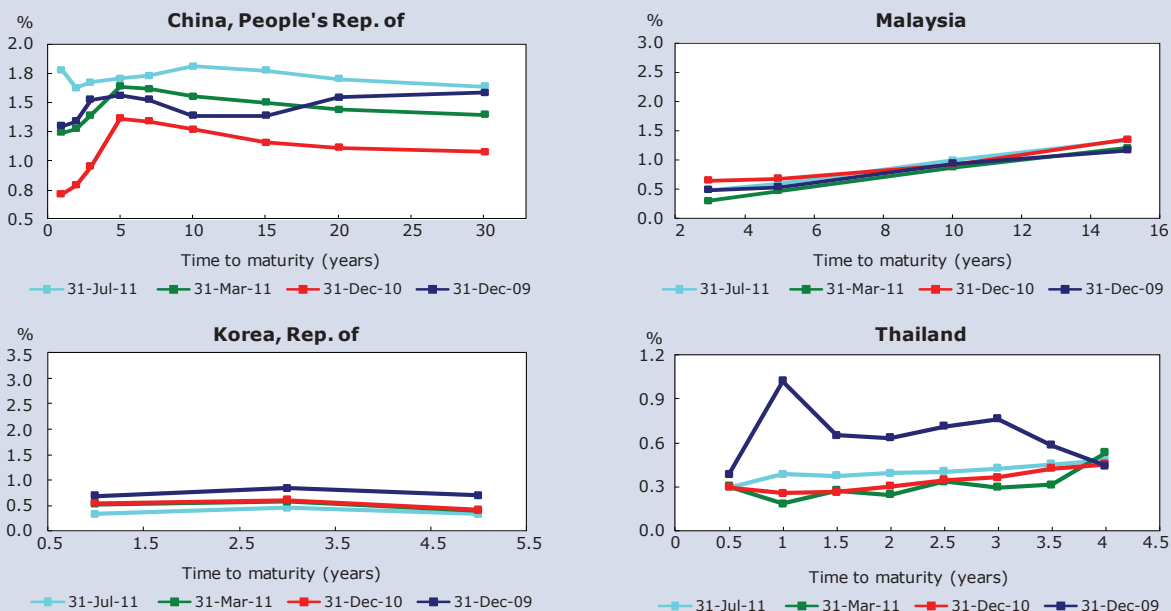 China, People's Rep. of
%
2.0
1.8
1.5
1.3
1.0
0.8
0.5
0 5 10 15 20 25 30
Time to maturity (years)
31-Jul-11 31-Mar-11 31-Dec-10 31-Dec-09
Malaysia
%
3.0
2.5
2.0
1.5
1.0
0.5
0.0
2 4 6 8 10 12 14 16
Time to maturity (years)
31-Jul-11 31-Mar-11 31-Dec-10 31-Dec-09
Korea, Rep. of
%
3.5
3.0
2.5
2.0
1.5
1.0
0.5
0.0
0.5 1.5 2.5 3.5 4.5 5.5
Time to maturity (years)
31-Jul-11 31-Mar-11 31-Dec-10 31-Dec-09
Thailand
%
1.2
0.9
0.6
0.3
0.0
0 0.5 1 1.5 2 2.5 3 3.5 4 4.5
Time to maturity (years)
31-Jul-11 31-Mar-11 31-Dec-10 31-Dec-09